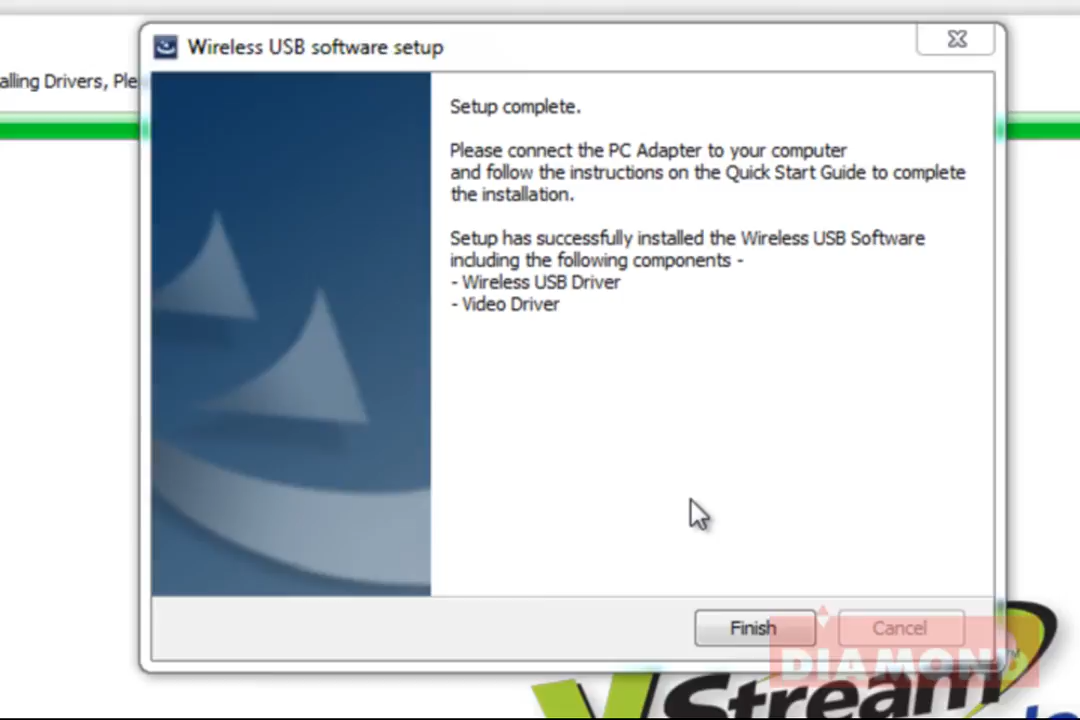 Wireless USB software setup
alling Drivers, Ple
Setup complete.
Please connect the PC Adapter to your computer
and follow the instructions on the Quick Start Guide to complete
the installation.
Setup has successfully installed the Wireless USB Software
including the following components -
- Wireless USB Driver
- Video Driver
Finish
Cancel
DIAMOND
VStream